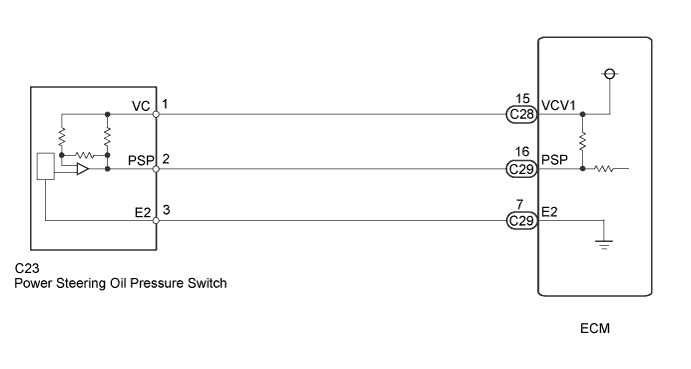 VC 1 15 C28 VCV1
PSP 2 16 C29 PSP
E2 3 7 C29 E2
C23
Power Steering Oil Pressure Switch
ECM